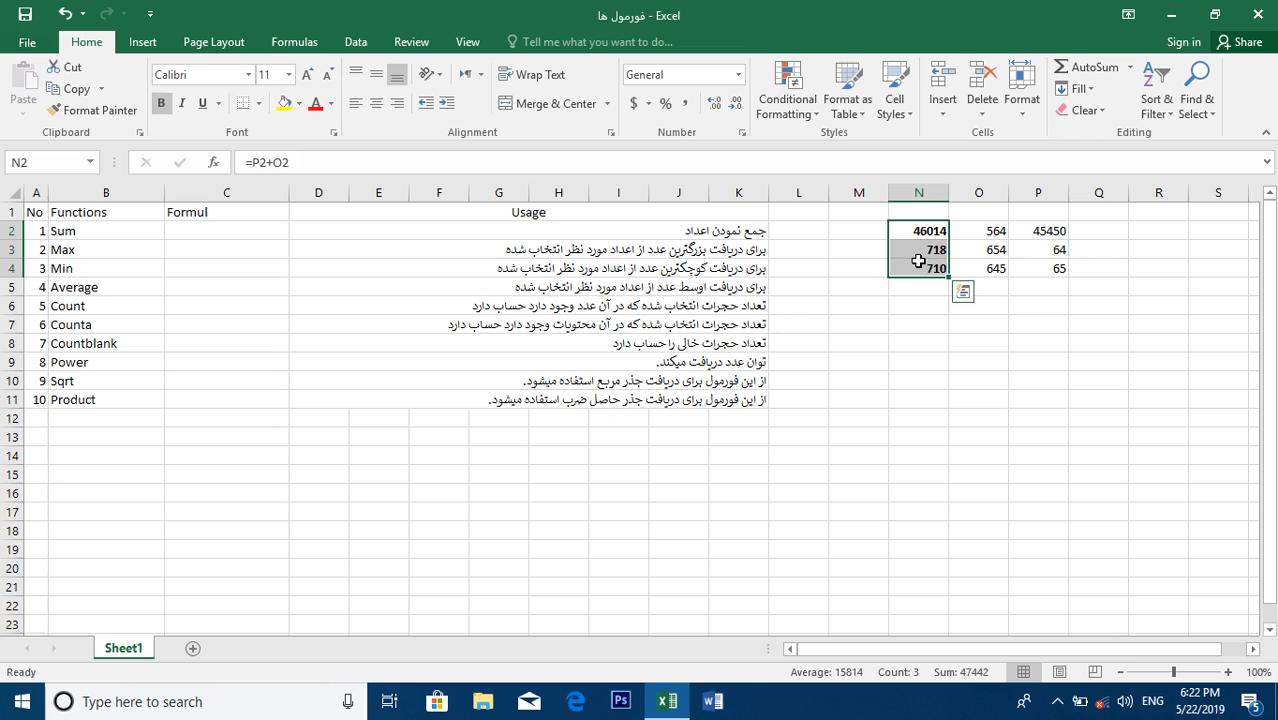 فورمول ها - Excel
File Home Insert Page Layout Formulas Data Review View Tell me what you want to do... Sign in Share
Paste Cut Copy Format Painter Clipboard
Calibri 11 B I U A A A Font
Wrap Text Merge & Center Alignment
General $ % , Number
Conditional Formatting Format as Table Cell Styles Styles
Insert Delete Format Cells
AutoSum Fill Clear Sort & Filter Find & Select Editing
N2 fx =P2+O2
A B C D E F G H I J K L M N O P Q R S
1 No Functions Formul Usage
2 1 Sum جمع نمودن اعداد 46014 564 45450
3 2 Max برای دریافت بزرگترین عدد از اعداد مورد نظر انتخاب شده 718 654 64
4 3 Min برای دریافت کوچکترین عدد از اعداد مورد نظر انتخاب شده 710 645 65
5 4 Average برای دریافت اوسط عدد از اعداد مورد نظر انتخاب شده
6 5 Count تعداد حجرات انتخاب شده که در آن عدد وجود دارد حساب دارد
7 6 Counta تعداد حجرات انتخاب شده که در آن محتویات وجود دارد حساب دارد
8 7 Countblank تعداد حجرات خالی را حساب دارد
9 8 Power توان عدد دریافت میکند.
10 9 Sqrt از این فورمول برای دریافت جذر مربع استفاده میشود.
11 10 Product از این فورمول برای دریافت جذر حاصل ضرب استفاده میشود.
12
13
14
15
16
17
18
19
20
21
22
23
Sheet1
Ready Average: 15814 Count: 3 Sum: 47442 100%
Type here to search Ps ENG 6:22 PM
5/22/2019 5